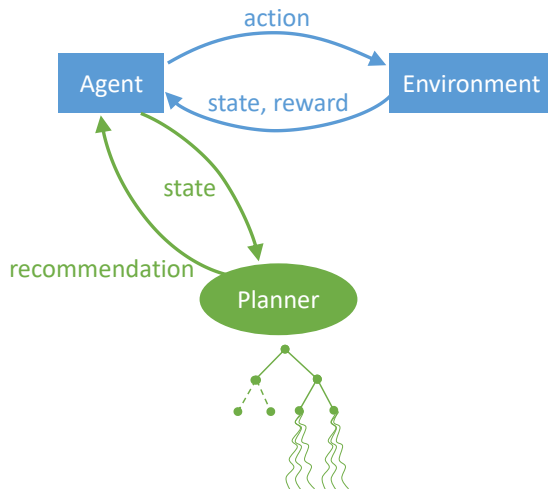 action
Agent
Environment
state, reward
state
recommendation
Planner